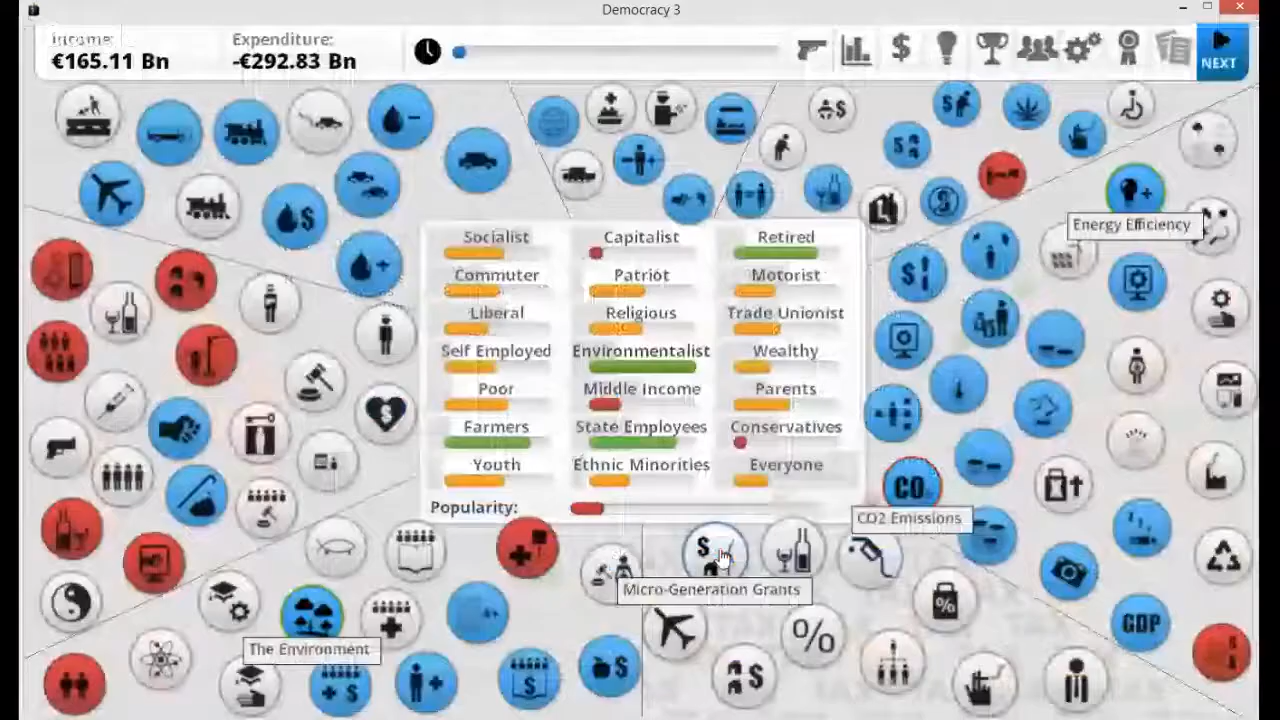 Democracy 3
Income: Expenditure:
€165.11 Bn -€292.83 Bn
NEXT
Energy Efficiency
Socialist Capitalist Retired
Commuter Patriot Motorist
Liberal Religious Trade Unionist
Self Employed Environmentalist Wealthy
Poor Middle Income Parents
Farmers State Employees Conservatives
Youth Ethnic Minorities Everyone
Popularity:
CO
CO2 Emissions
Micro-Generation Grants
GDP
The Environment